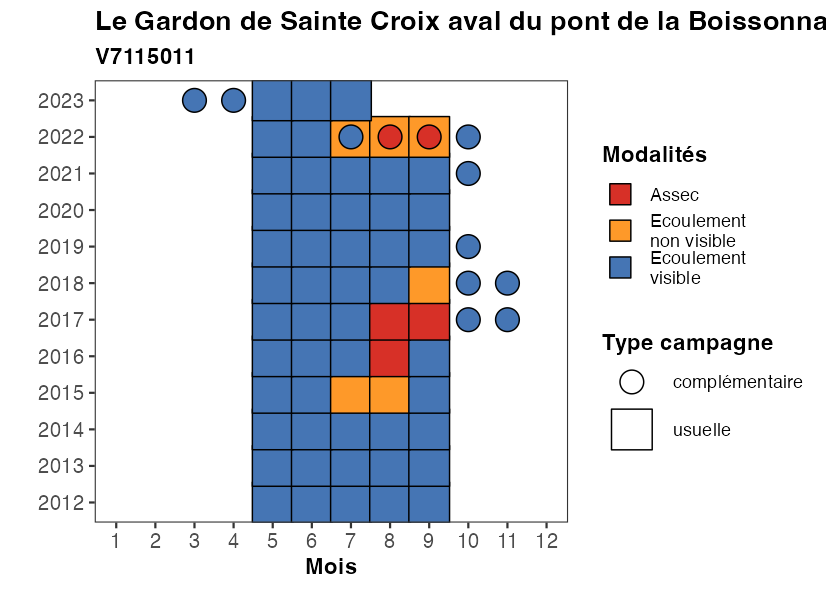 Le Gardon de Sainte Croix aval du pont de la Boissonna
V7115011
2023
2022
2021
2020
2019
2018
2017
2016
2015
2014
2013
2012
1 2 3 4 5 6 7 8 9 10 11 12
Mois
Modalités
Assec
Ecoulement
non visible
Ecoulement
visible
Type campagne
complémentaire
usuelle